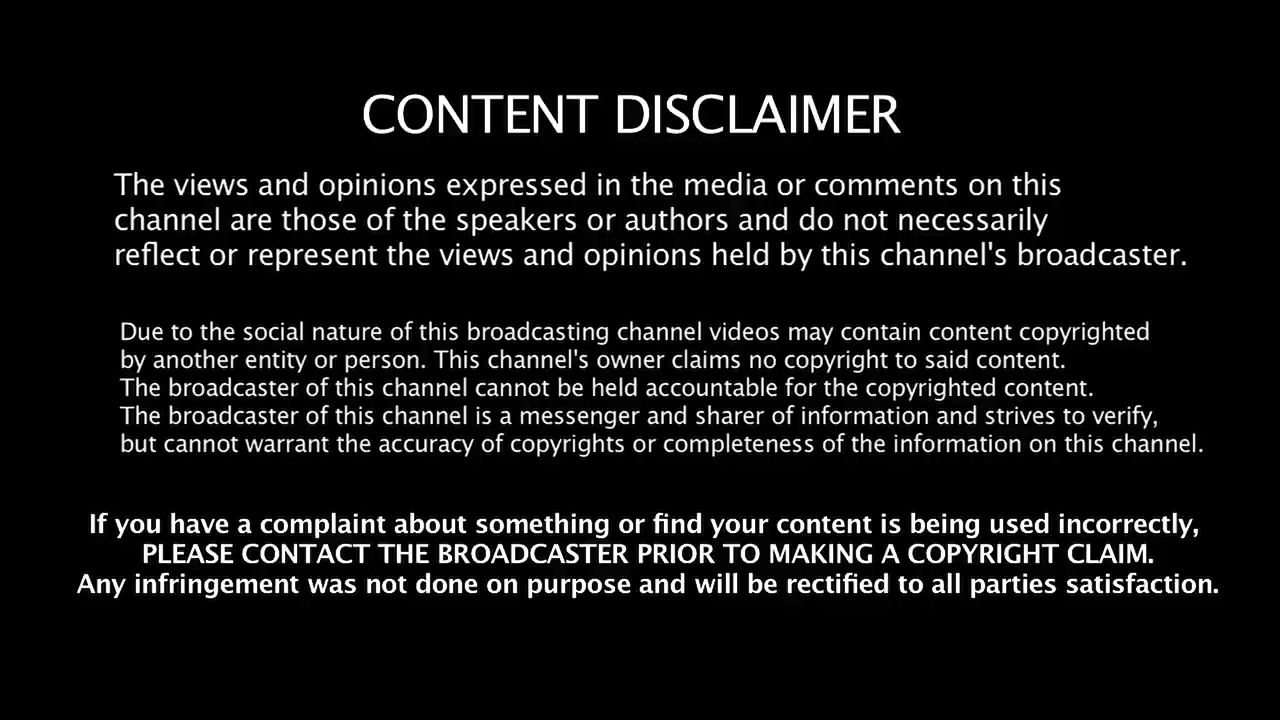 CONTENT DISCLAIMER
The views and opinions expressed in the media or comments on this
channel are those of the speakers or authors and do not necessarily
reflect or represent the views and opinions held by this channel's broadcaster.
Due to the social nature of this broadcasting channel videos may contain content copyrighted
by another entity or person. This channel's owner claims no copyright to said content.
The broadcaster of this channel cannot be held accountable for the copyrighted content.
The broadcaster of this channel is a messenger and sharer of information and strives to verify,
but cannot warrant the accuracy of copyrights or completeness of the information on this channel.
If you have a complaint about something or find your content is being used incorrectly,
PLEASE CONTACT THE BROADCASTER PRIOR TO MAKING A COPYRIGHT CLAIM.
Any infringement was not done on purpose and will be rectified to all parties satisfaction.